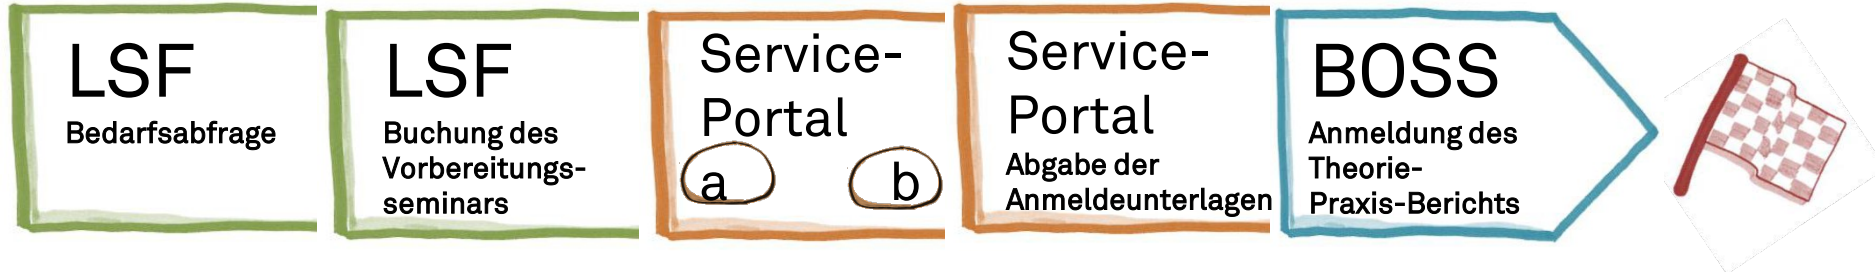 LSF
Bedarfsabfrage
LSF
Buchung des
Vorbereitungs-
seminars
Service-
Portal
a
b
Service-
Portal
Abgabe der
Anmeldeunterlagen
BOSS
Anmeldung des
Theorie-
Praxis-Berichts